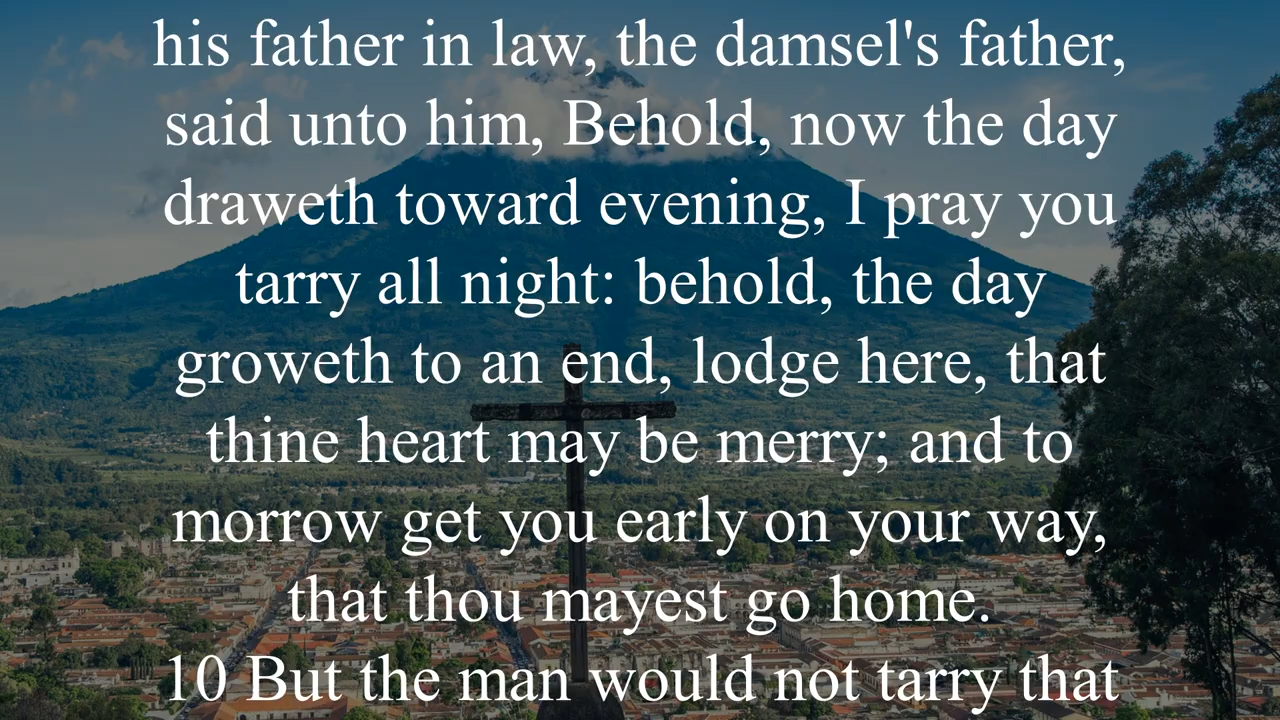 his father in law, the damsel's father,
said unto him, Behold, now the day
draweth toward evening, I pray you
tarry all night: behold, the day
groweth to an end, lodge here, that
thine heart may be merry; and to
morrow get you early on your way,
that thou mayest go home.
10 But the man would not tarry that